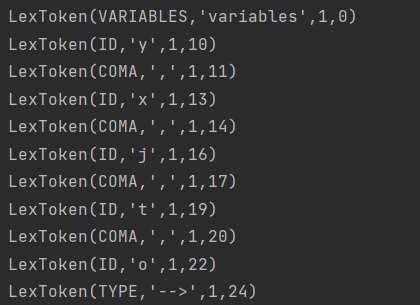 LexToken(VARIABLES,'variables',1,0)
LexToken(ID,'y',1,10)
LexToken(COMA,',',1,11)
LexToken(ID,'x',1,13)
LexToken(COMA,',',1,14)
LexToken(ID,'j',1,16)
LexToken(COMA,',',1,17)
LexToken(ID,'t',1,19)
LexToken(COMA,',',1,20)
LexToken(ID,'o',1,22)
LexToken(TYPE,'-->',1,24)